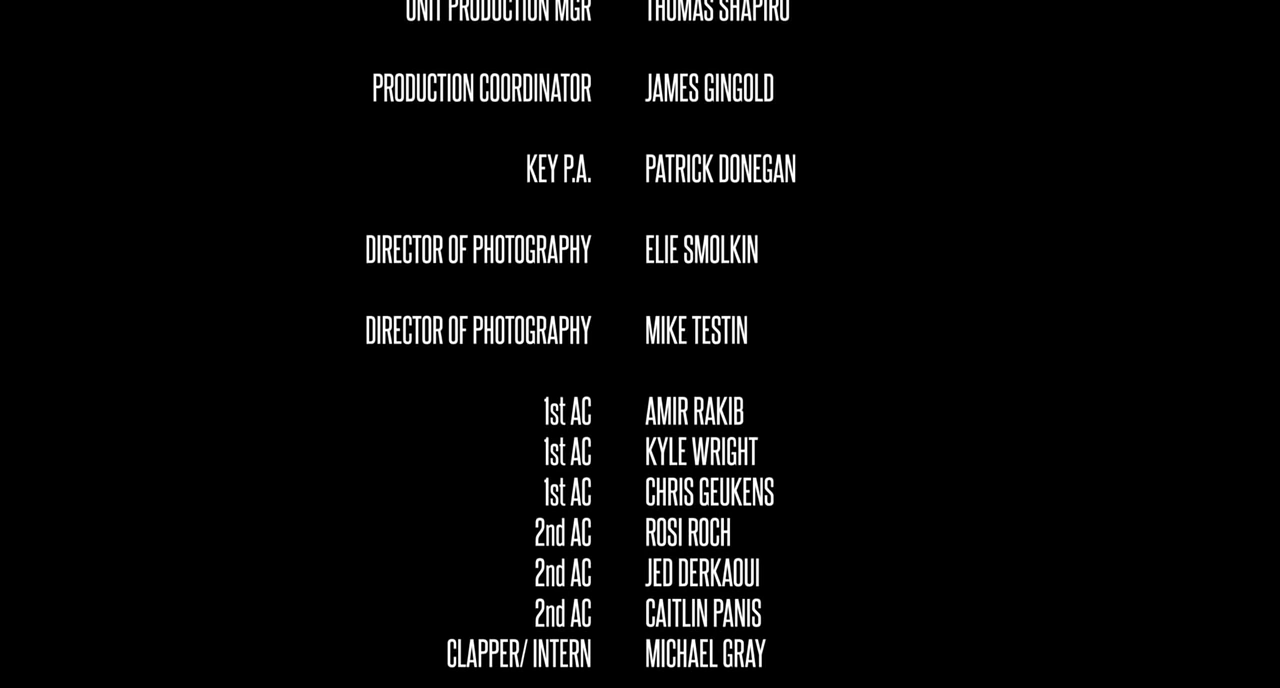 UNIT PRODUCTION MGR THOMAS SHAPIRO
PRODUCTION COORDINATOR JAMES GINGOLD
KEY P.A. PATRICK DONEGAN
DIRECTOR OF PHOTOGRAPHY ELIE SMOLKIN
DIRECTOR OF PHOTOGRAPHY MIKE TESTIN
1st AC AMIR RAKIB
1st AC KYLE WRIGHT
1st AC CHRIS GEUKENS
2nd AC ROSI ROCH
2nd AC JED DERKAOUI
2nd AC CAITLIN PANIS
CLAPPER/ INTERN MICHAEL GRAY